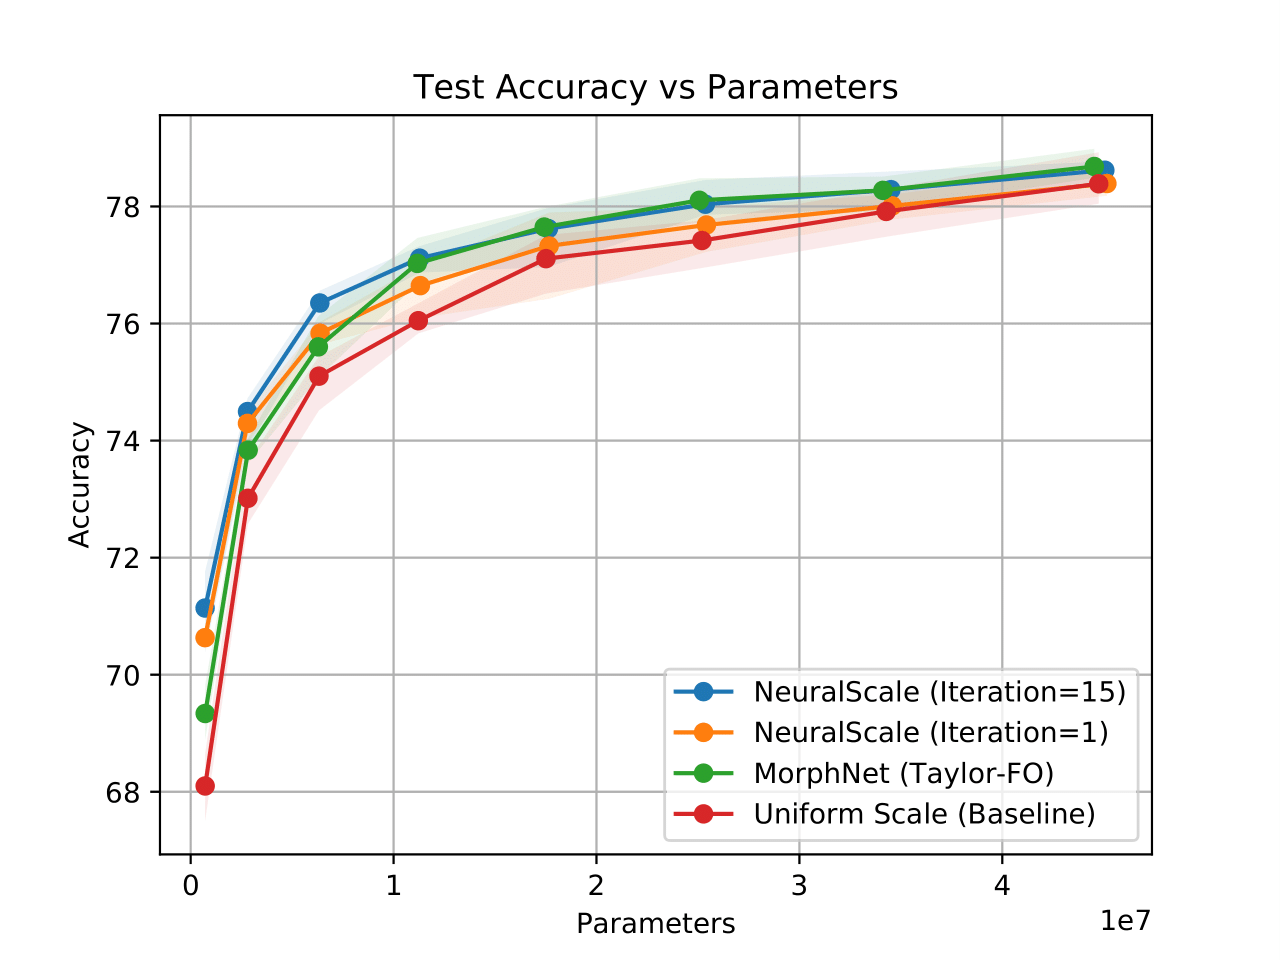 Test Accuracy vs Parameters
Accuracy
78
76
74
72
70
68
NeuralScale (Iteration=15)
NeuralScale (Iteration=1)
MorphNet (Taylor-FO)
Uniform Scale (Baseline)
0 1 2 3 4
Parameters
1e7